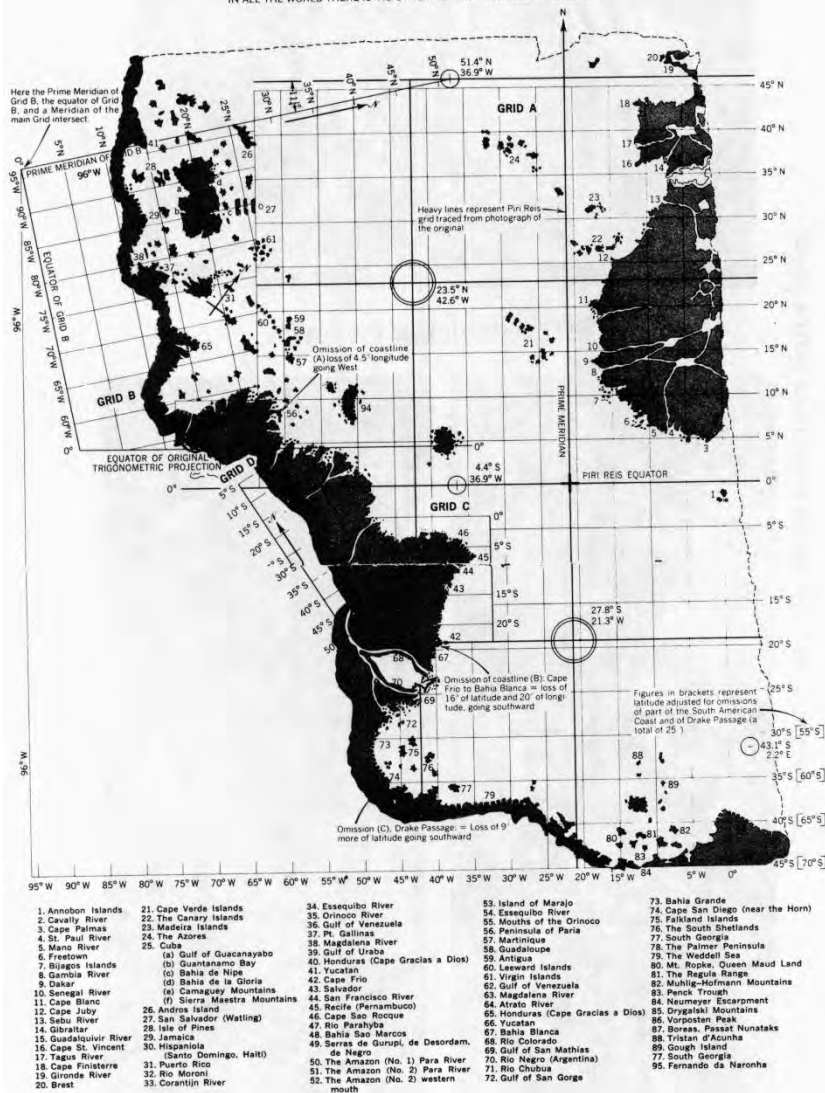 Here the Prime Meridian of
Grid B, the equator of Grid
B, and a Meridian of the
main Grid intersect.
N
51.4° N
36.9° W
GRID A
PRIME MERIDIAN OF GRID B
96° W
EQUATOR OF GRID B
GRID B
Heavy lines represent Piri Reis
grid traced from photograph of
the original
23.5° N
42.6° W
Omission of coastline
(A) loss of 4.5° longitude
going West
PRIME MERIDIAN
EQUATOR OF ORIGINAL
TRIGONOMETRIC PROJECTION
GRID D
4.4° S
36.9° W
PIRI REIS EQUATOR
GRID C
27.8° S
21.3° W
Omission of coastline (B): Cape
Frio to Bahia Blanca = loss of
16° of latitude and 20° of longi-
tude, going southward
Figures in brackets represent
latitude adjusted for omissions
of part of the South American
Coast and of Drake Passage (a
total of 25°)
43.1° S
2.2° E
Omission (C), Drake Passage: = Loss of 9°
more of latitude going southward
45° N
40° N
35° N
30° N
25° N
20° N
15° N
10° N
5° N
0°
5° S
10° S
15° S
20° S
25° S
30° S [55° S]
35° S [60° S]
40° S [65° S]
45° S [70° S]
95° W 90° W 85° W 80° W 75° W 70° W 65° W 60° W 55° W 50° W 45° W 40° W 35° W 30° W 25° W 20° W 15° W 10° W 5° W 0°
1. Annobon Islands
2. Cavally River
3. Cape Palmas
4. St. Paul River
5. Mano River
6. Freetown
7. Bijagos Islands
8. Gambia River
9. Dakar
10. Senegal River
11. Cape Blanc
12. Cape Juby
13. Sebu River
14. Gibraltar
15. Guadalquivir River
16. Cape St. Vincent
17. Tagus River
18. Cape Finisterre
19. Gironde River
20. Brest
21. Cape Verde Islands
22. The Canary Islands
23. Madeira Islands
24. The Azores
25. Cuba
(a) Gulf of Guacanayabo
(b) Guantanamo Bay
(c) Bahia de Nipe
(d) Bahia de la Gloria
(e) Camaguey Mountains
(f) Sierra Maestra Mountains
26. Andros Island
27. San Salvador (Watling)
28. Isle of Pines
29. Jamaica
30. Hispaniola
(Santo Domingo, Haiti)
31. Puerto Rico
32. Rio Moroni
33. Corantijn River
34. Essequibo River
35. Orinoco River
36. Gulf of Venezuela
37. Pt. Gallinas
38. Magdalena River
39. Gulf of Uraba
40. Honduras (Cape Gracias a Dios)
41. Yucatan
42. Cape Frio
43. Salvador
44. San Francisco River
45. Recife (Pernambuco)
46. Cape Sao Rocque
47. Rio Parahyba
48. Bahia Sao Marcos
49. Serras de Gurupi, de Desordam,
de Negro
50. The Amazon (No. 1) Para River
51. The Amazon (No. 2) Para River
52. The Amazon (No. 2) western
mouth
53. Island of Marajo
54. Essequibo River
55. Mouths of the Orinoco
56. Peninsula of Paria
57. Martinique
58. Guadaloupe
59. Antigua
60. Leeward Islands
61. Virgin Islands
62. Gulf of Venezuela
63. Magdalena River
64. Atrato River
65. Honduras (Cape Gracias a Dios)
66. Yucatan
67. Bahia Blanca
68. Rio Colorado
69. Gulf of San Mathias
70. Rio Negro (Argentina)
71. Rio Chubua
72. Gulf of San Gorge
73. Bahia Grande
74. Cape San Diego (near the Horn)
75. Falkland Islands
76. The South Shetlands
77. South Georgia
78. The Palmer Peninsula
79. The Weddell Sea
80. Mt. Ropke, Queen Maud Land
81. The Regula Range
82. Muhlig-Hofmann Mountains
83. Penck Trough
84. Neumeyer Escarpment
85. Drygalski Mountains
86. Vorposten Peak
87. Boreas, Passat Nunataks
88. Tristan d'Acunha
89. Gough Island
77. South Georgia
95. Fernando da Naronha